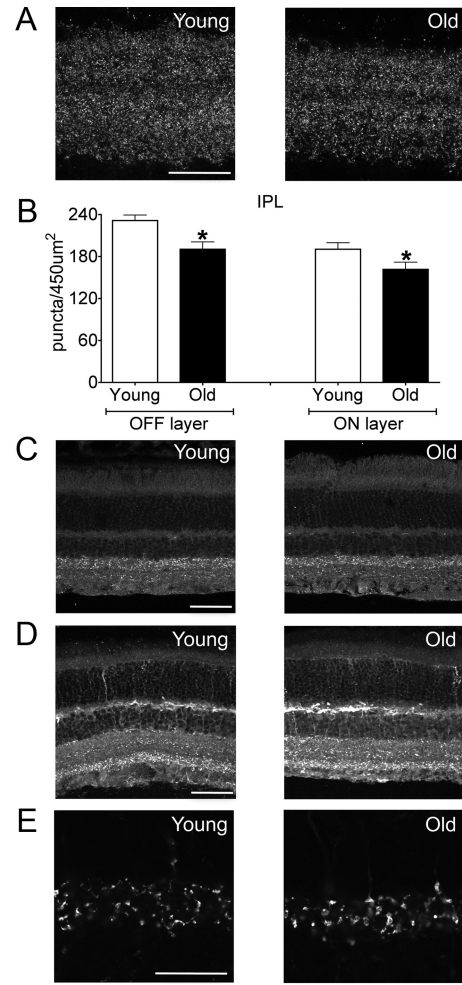 A
Young
Old
B
IPL
puncta/450um²
240
180
120
60
0
*
*
Young
Old
Young
Old
OFF layer
ON layer
C
Young
Old
D
Young
Old
E
Young
Old